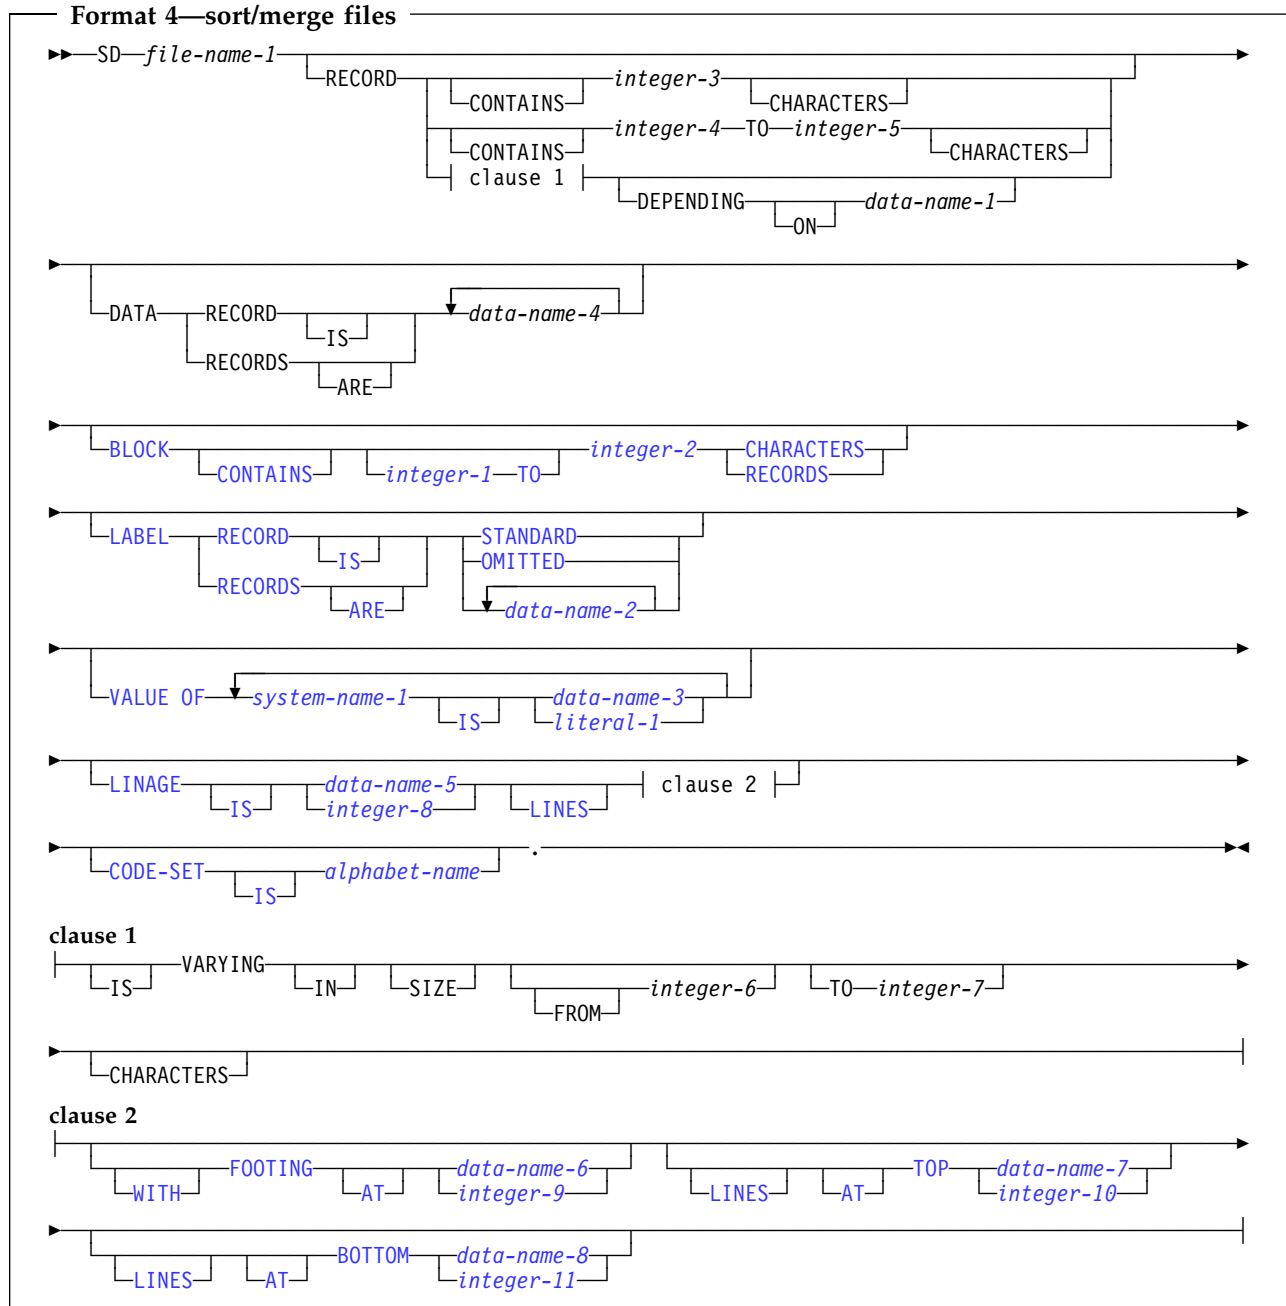 Format 4—sort/merge files
SD file-name-1
RECORD integer-3
CONTAINS CHARACTERS
integer-4 TO integer-5
CONTAINS CHARACTERS
clause 1
DEPENDING data-name-1
ON
DATA RECORD data-name-4
IS
RECORDS
ARE
BLOCK integer-2 CHARACTERS
CONTAINS integer-1 TO RECORDS
LABEL RECORD STANDARD
IS OMITTED
RECORDS
ARE data-name-2
VALUE OF system-name-1 data-name-3
IS literal-1
LINAGE data-name-5 clause 2
IS integer-8 LINES
CODE-SET alphabet-name .
IS
clause 1
VARYING
IS IN SIZE integer-6 TO integer-7
FROM
CHARACTERS
clause 2
FOOTING data-name-6 TOP data-name-7
WITH AT integer-9 LINES AT integer-10
BOTTOM data-name-8
LINES AT integer-11